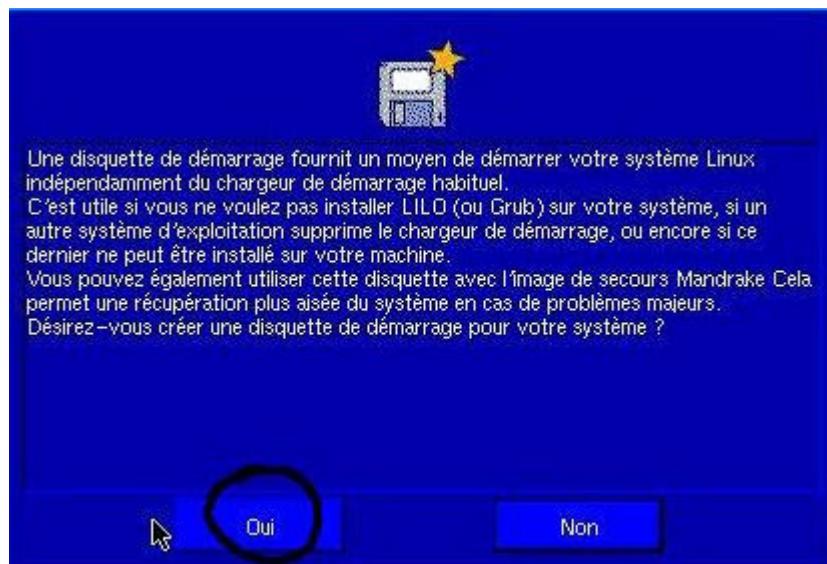 Une disquette de démarrage fournit un moyen de démarrer votre système Linux
indépendamment du chargeur de démarrage habituel.
C'est utile si vous ne voulez pas installer LILO (ou Grub) sur votre système, si un
autre système d'exploitation supprime le chargeur de démarrage, ou encore si ce
dernier ne peut être installé sur votre machine.
Vous pouvez également utiliser cette disquette avec l'image de secours Mandrake Cela
permet une récupération plus aisée du système en cas de problèmes majeurs.
Désirez-vous créer une disquette de démarrage pour votre système ?
Oui Non